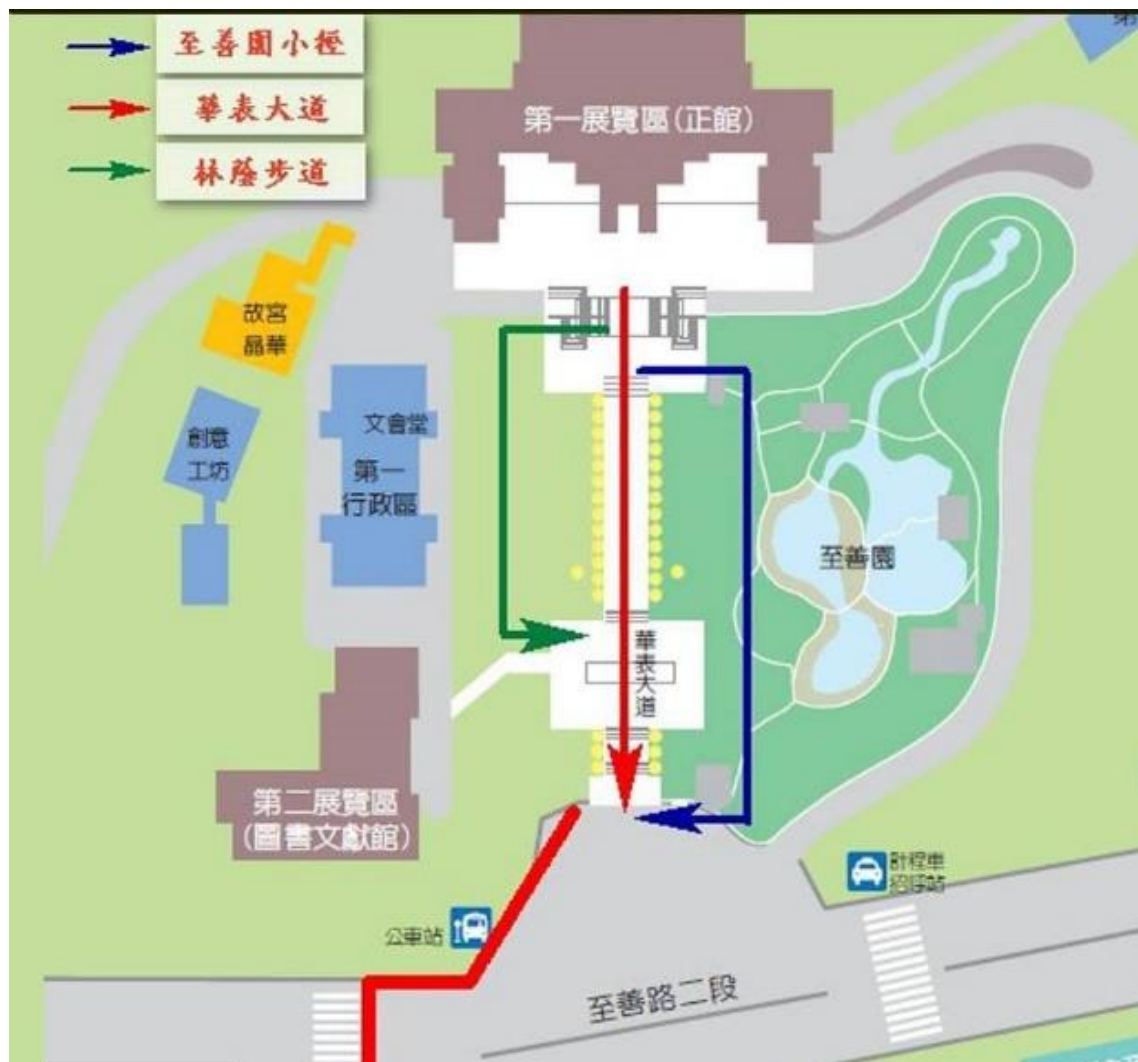 至善園小徑
華表大道
林蔭步道
第一展覽區(正館)
故宮
晶華
創意
工坊
文會堂
第一
行政區
至善園
華表大道
第二展覽區
(圖書文獻館)
計程車
招呼站
公車站
至善路二段